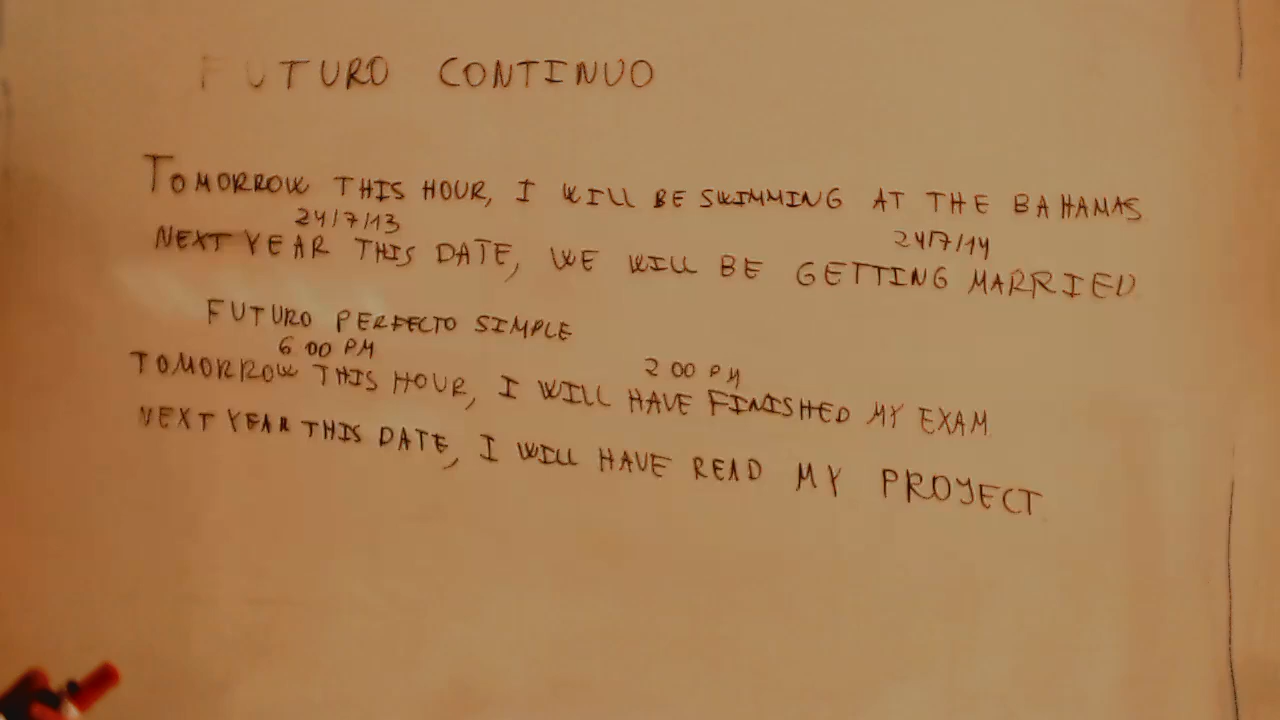 FUTURO CONTINUO
TOMORROW THIS HOUR, I WILL BE SWIMMING AT THE BAHAMAS
24/7/13 24/7/14
NEXT YEAR THIS DATE, WE WILL BE GETTING MARRIED
FUTURO PERFECTO SIMPLE
6 00 PM 2 00 PM
TOMORROW THIS HOUR, I WILL HAVE FINISHED MY EXAM
NEXT YEAR THIS DATE, I WILL HAVE READ MY PROYECT